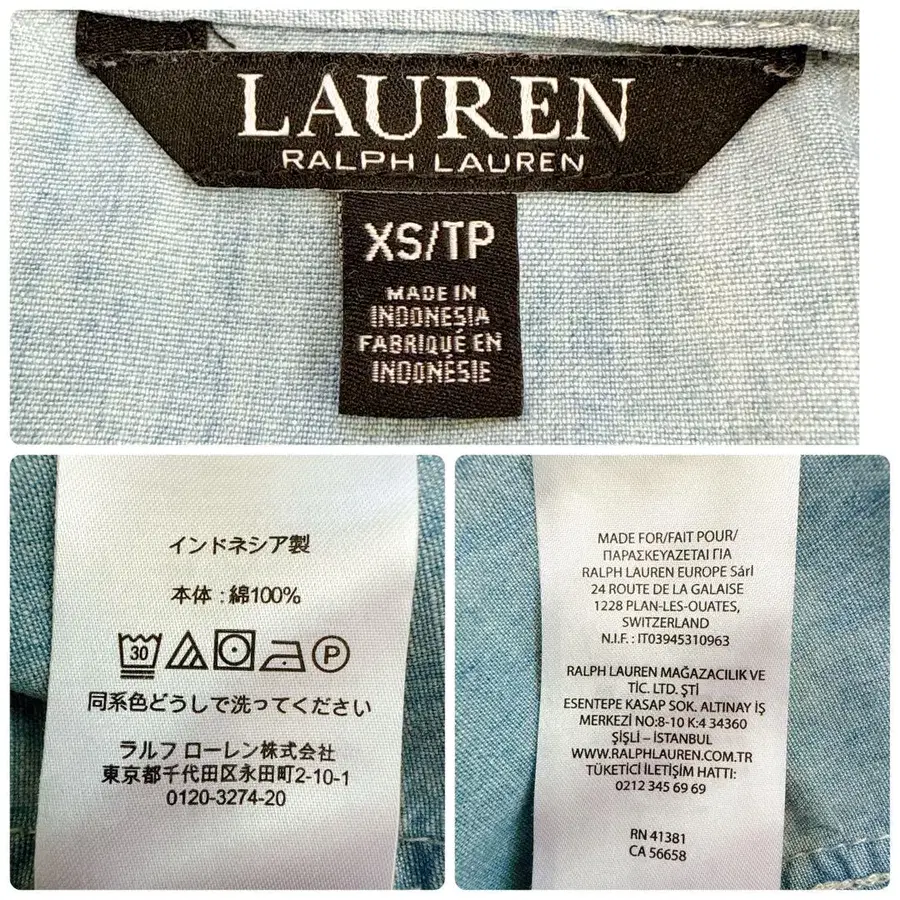 LAUREN
RALPH LAUREN
XS/TP
MADE IN
INDONESIA
FABRIQUÉ EN
INDONÉSIE
インドネシア製
本体：綿100%
30
P
同系色どうしで洗ってください
ラルフ ローレン株式会社
東京都千代田区永田町2-10-1
0120-3274-20
MADE FOR/FAIT POUR/
ΠΑΡΑΣΚΕΥΑΖΕΤΑΙ ΓΙΑ
RALPH LAUREN EUROPE Sárl
24 ROUTE DE LA GALAISE
1228 PLAN-LES-OUATES,
SWITZERLAND
N.I.F. : IT03945310963
RALPH LAUREN MAĞAZACILIK VE
TİC. LTD. ŞTİ
ESENTEPE KASAP SOK. ALTINAY İŞ
MERKEZİ NO:8-10 K:4 34360
ŞİŞLİ – İSTANBUL
WWW.RALPHLAUREN.COM.TR
TÜKETİCİ İLETİŞİM HATTI:
0212 345 69 69
RN 41381
CA 56658